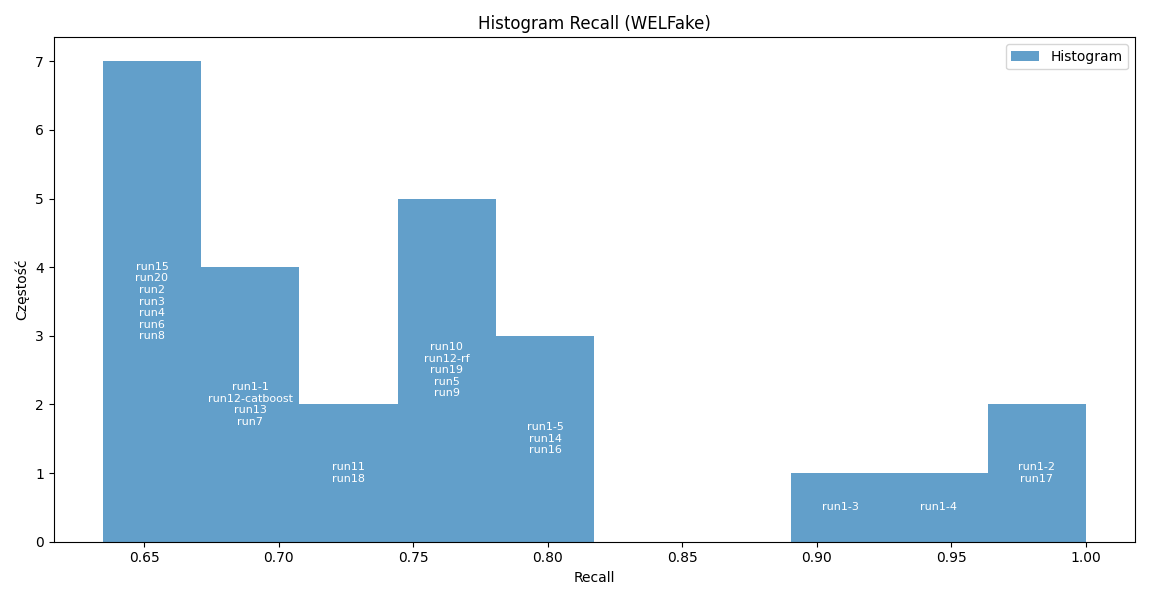 Histogram Recall (WELFake)
Histogram
Częstość
7
6
5
4
3
2
1
0
run15
run20
run2
run3
run4
run6
run8
run1-1
run12-catboost
run13
run7
run11
run18
run10
run12-rf
run19
run5
run9
run1-5
run14
run16
run1-3
run1-4
run1-2
run17
0.65 0.70 0.75 0.80 0.85 0.90 0.95 1.00
Recall